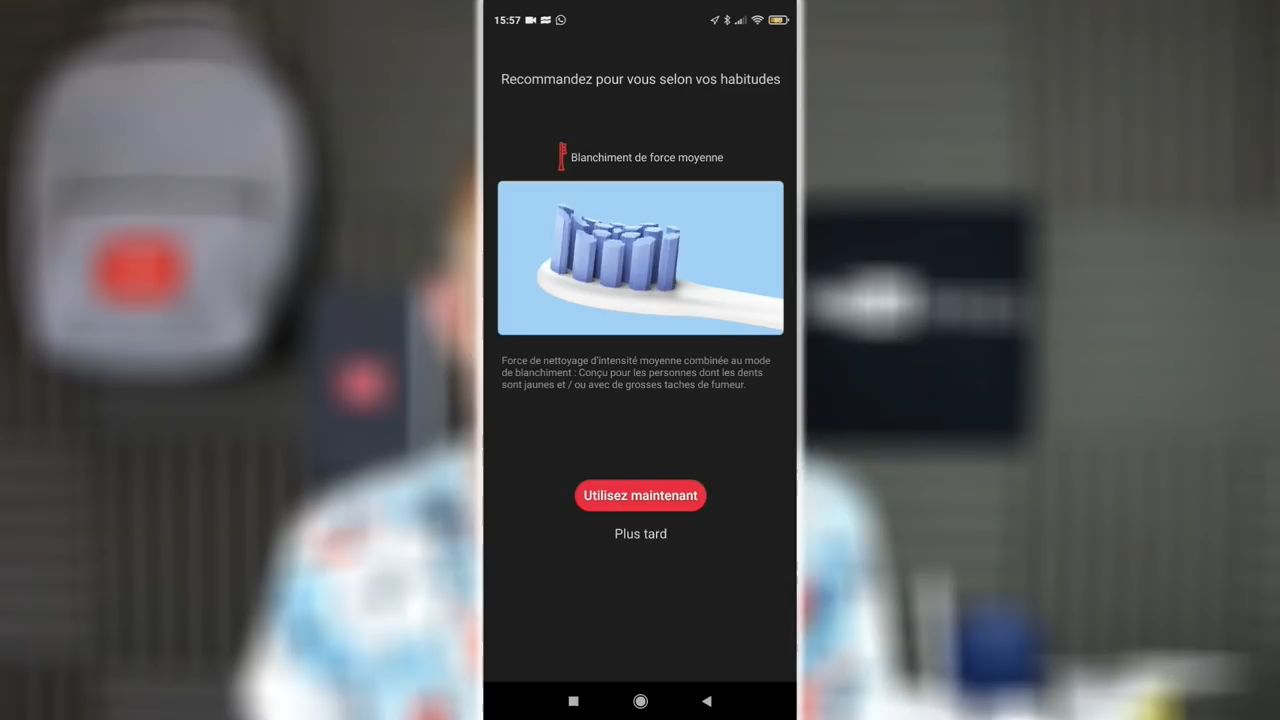 15:57
Recommandez pour vous selon vos habitudes
Blanchiment de force moyenne
Force de nettoyage d'intensité moyenne combinée au mode
de blanchiment : Conçu pour les personnes dont les dents
sont jaunes et / ou avec de grosses taches de fumeur.
Utilisez maintenant
Plus tard